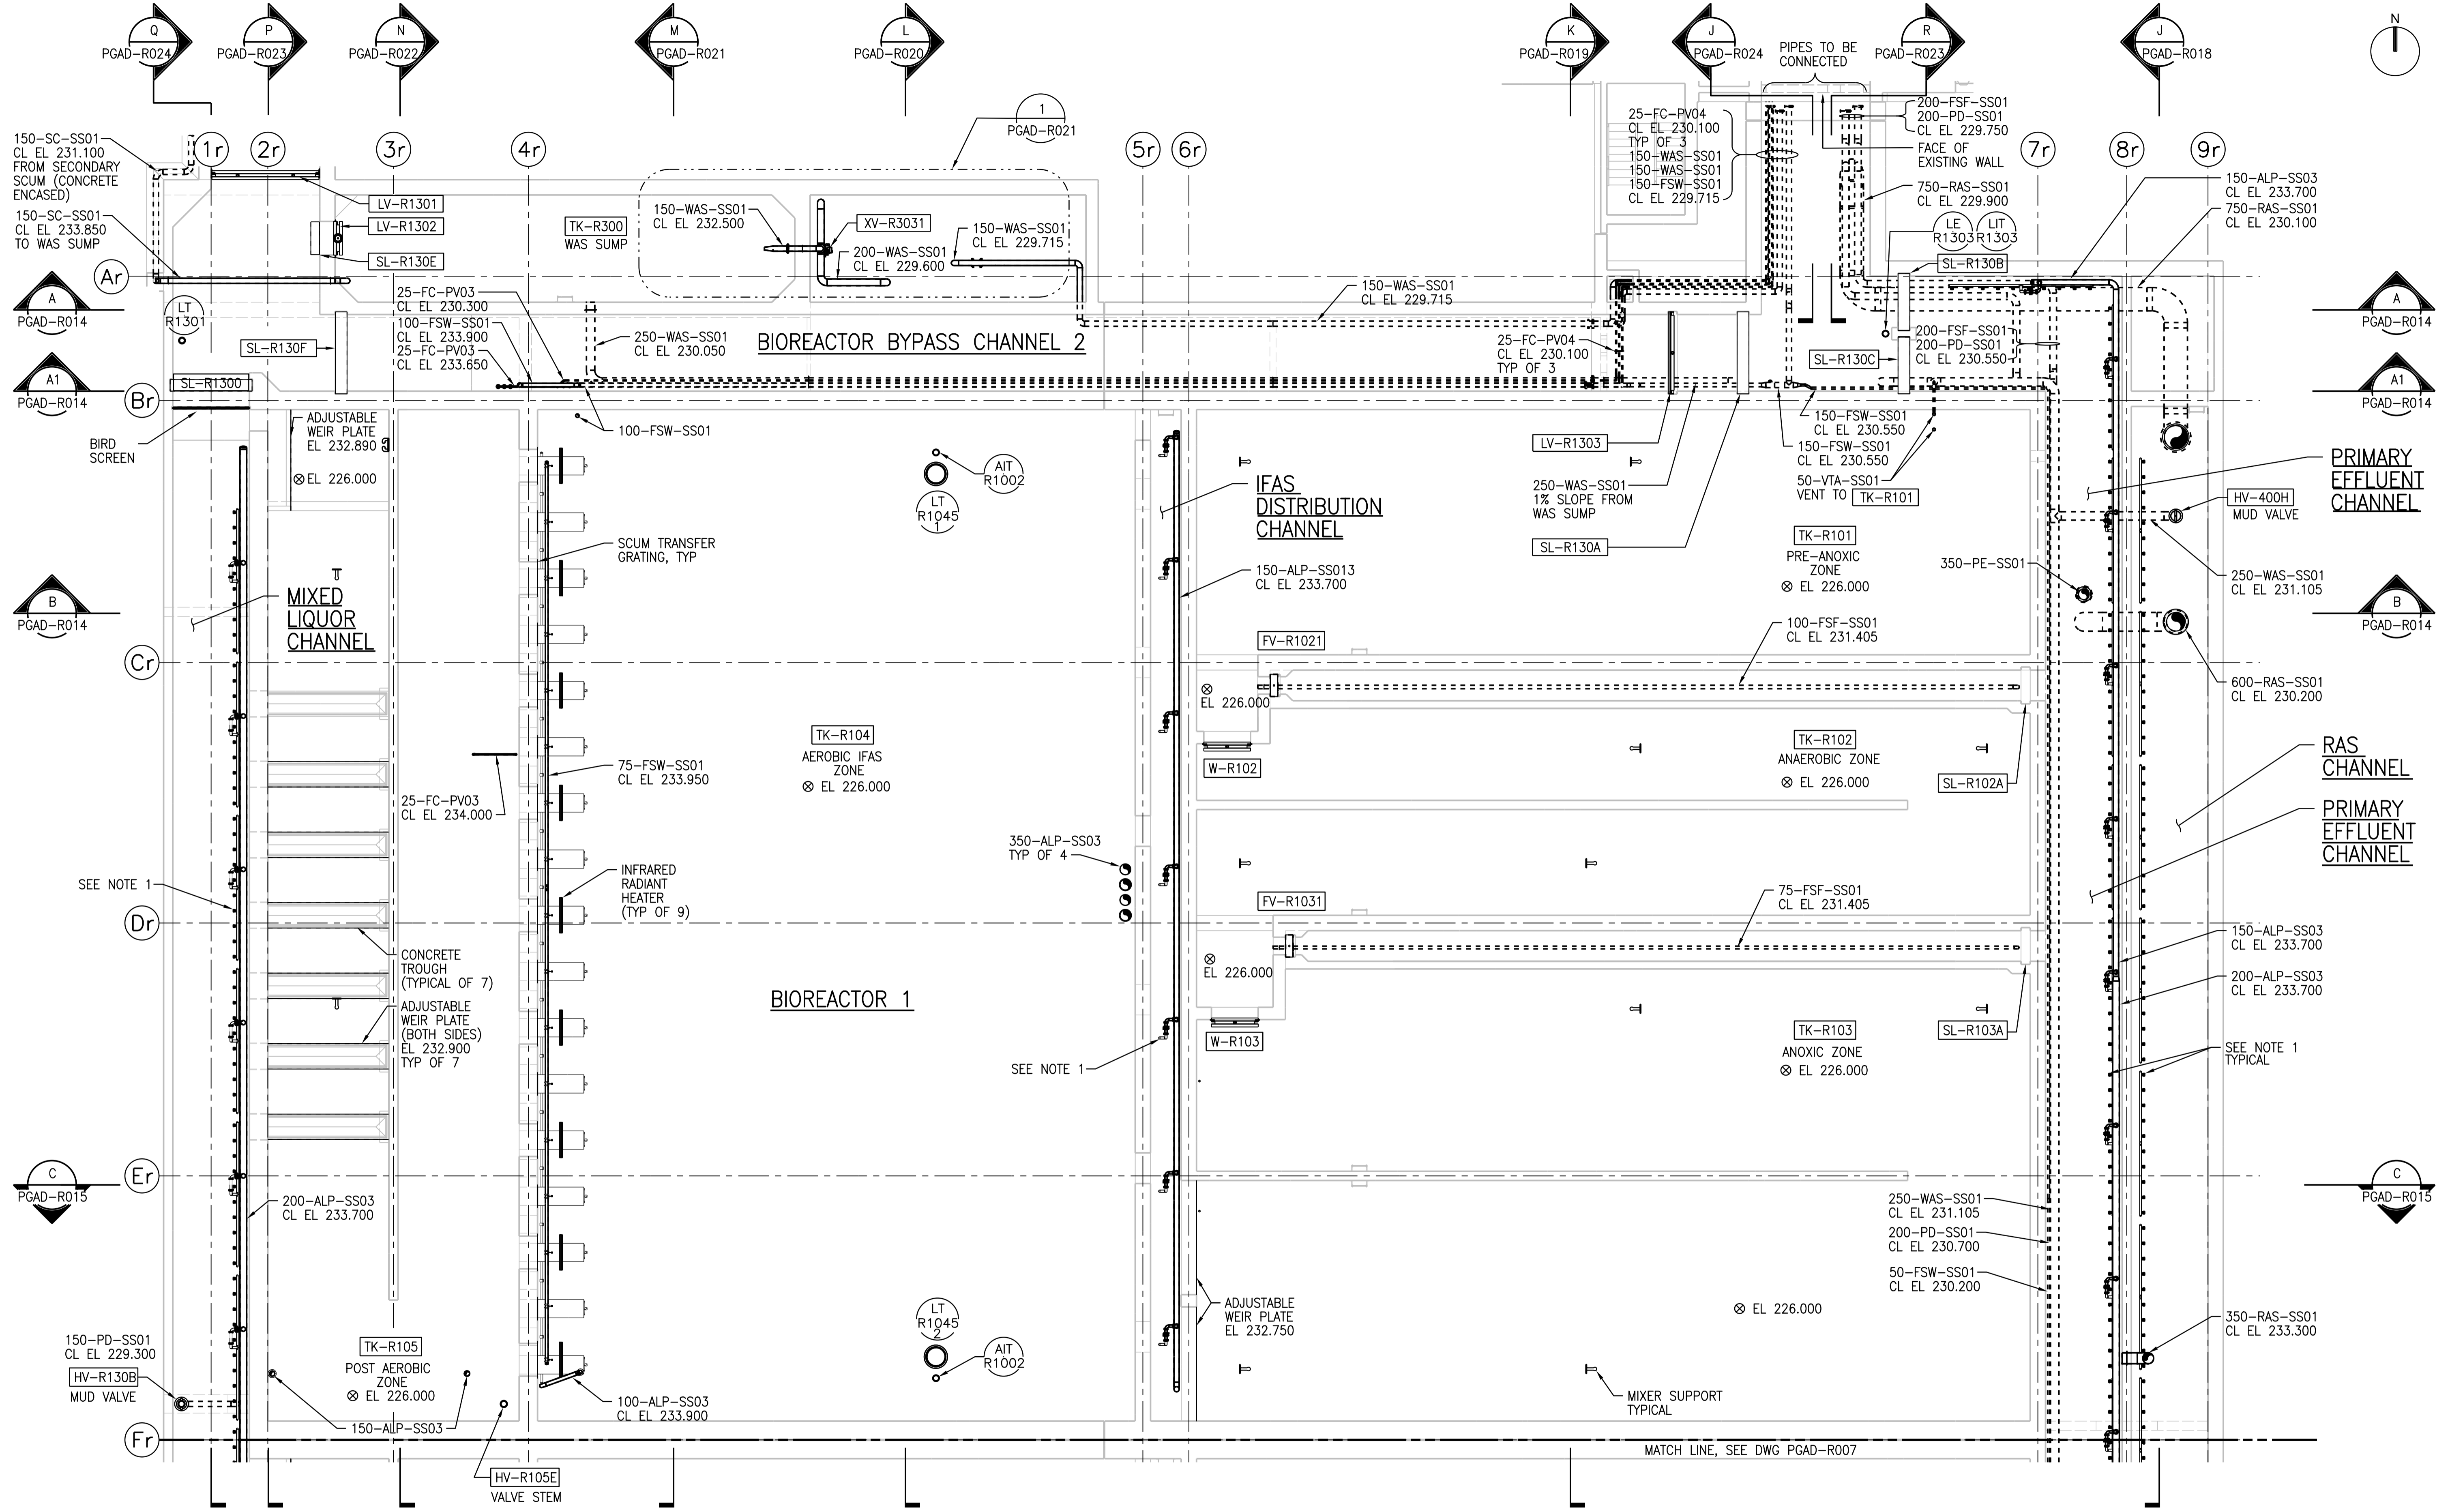 Q
PGAD-R024
P
PGAD-R023
N
PGAD-R022
M
PGAD-R021
L
PGAD-R020
K
PGAD-R019
J
PGAD-R024
PIPES TO BE
CONNECTED
R
PGAD-R023
J
PGAD-R018
N
1
PGAD-R021
1r
2r
3r
4r
5r
6r
7r
8r
9r
150-SC-SS01
CL EL 231.100
FROM SECONDARY
SCUM (CONCRETE
ENCASED)
150-SC-SS01
CL EL 233.850
TO WAS SUMP
LV-R1301
LV-R1302
SL-R130E
TK-R300
WAS SUMP
150-WAS-SS01
CL EL 232.500
XV-R3031
200-WAS-SS01
CL EL 229.600
150-WAS-SS01
CL EL 229.715
25-FC-PV04
CL EL 230.100
TYP OF 3
150-WAS-SS01
150-WAS-SS01
150-FSW-SS01
CL EL 229.715
200-FSF-SS01
200-PD-SS01
CL EL 229.750
FACE OF
EXISTING WALL
750-RAS-SS01
CL EL 229.900
LE
R1303
LIT
R1303
SL-R130B
150-ALP-SS03
CL EL 233.700
750-RAS-SS01
CL EL 230.100
Ar
A
PGAD-R014
LT
R1301
SL-R130F
25-FC-PV03
CL EL 230.300
100-FSW-SS01
CL EL 233.900
25-FC-PV03
CL EL 233.650
250-WAS-SS01
CL EL 230.050
BIOREACTOR BYPASS CHANNEL 2
150-WAS-SS01
CL EL 229.715
25-FC-PV04
CL EL 230.100
TYP OF 3
SL-R130C
200-FSF-SS01
200-PD-SS01
CL EL 230.550
A
PGAD-R014
A1
PGAD-R014
SL-R1300
Br
A1
PGAD-R014
BIRD
SCREEN
ADJUSTABLE
WEIR PLATE
EL 232.890
EL 226.000
100-FSW-SS01
AIT
R1002
LT
R1045
1
IFAS
DISTRIBUTION
CHANNEL
LV-R1303
250-WAS-SS01
1% SLOPE FROM
WAS SUMP
SL-R130A
150-FSW-SS01
CL EL 230.550
150-FSW-SS01
CL EL 230.550
50-VTA-SS01
VENT TO TK-R101
PRIMARY
EFFLUENT
CHANNEL
HV-400H
MUD VALVE
SCUM TRANSFER
GRATING, TYP
150-ALP-SS013
CL EL 233.700
TK-R101
PRE-ANOXIC
ZONE
EL 226.000
350-PE-SS01
250-WAS-SS01
CL EL 231.105
B
PGAD-R014
MIXED
LIQUOR
CHANNEL
FV-R1021
100-FSF-SS01
CL EL 231.405
B
PGAD-R014
Cr
EL 226.000
600-RAS-SS01
CL EL 230.200
TK-R104
AEROBIC IFAS
ZONE
EL 226.000
75-FSW-SS01
CL EL 233.950
25-FC-PV03
CL EL 234.000
W-R102
TK-R102
ANAEROBIC ZONE
EL 226.000
SL-R102A
RAS
CHANNEL
PRIMARY
EFFLUENT
CHANNEL
350-ALP-SS03
TYP OF 4
SEE NOTE 1
INFRARED
RADIANT
HEATER
(TYP OF 9)
FV-R1031
75-FSF-SS01
CL EL 231.405
Dr
CONCRETE
TROUGH
(TYPICAL OF 7)
EL 226.000
150-ALP-SS03
CL EL 233.700
200-ALP-SS03
CL EL 233.700
BIOREACTOR 1
ADJUSTABLE
WEIR PLATE
(BOTH SIDES)
EL 232.900
TYP OF 7
SEE NOTE 1
W-R103
TK-R103
ANOXIC ZONE
EL 226.000
SL-R103A
SEE NOTE 1
TYPICAL
C
PGAD-R015
Er
C
PGAD-R015
200-ALP-SS03
CL EL 233.700
250-WAS-SS01
CL EL 231.105
200-PD-SS01
CL EL 230.700
50-FSW-SS01
CL EL 230.200
150-PD-SS01
CL EL 229.300
HV-R130B
MUD VALVE
TK-R105
POST AEROBIC
ZONE
EL 226.000
150-ALP-SS03
100-ALP-SS03
CL EL 233.900
LT
R1045
2
AIT
R1002
ADJUSTABLE
WEIR PLATE
EL 232.750
EL 226.000
350-RAS-SS01
CL EL 233.300
MIXER SUPPORT
TYPICAL
Fr
MATCH LINE, SEE DWG PGAD-R007
HV-R105E
VALVE STEM